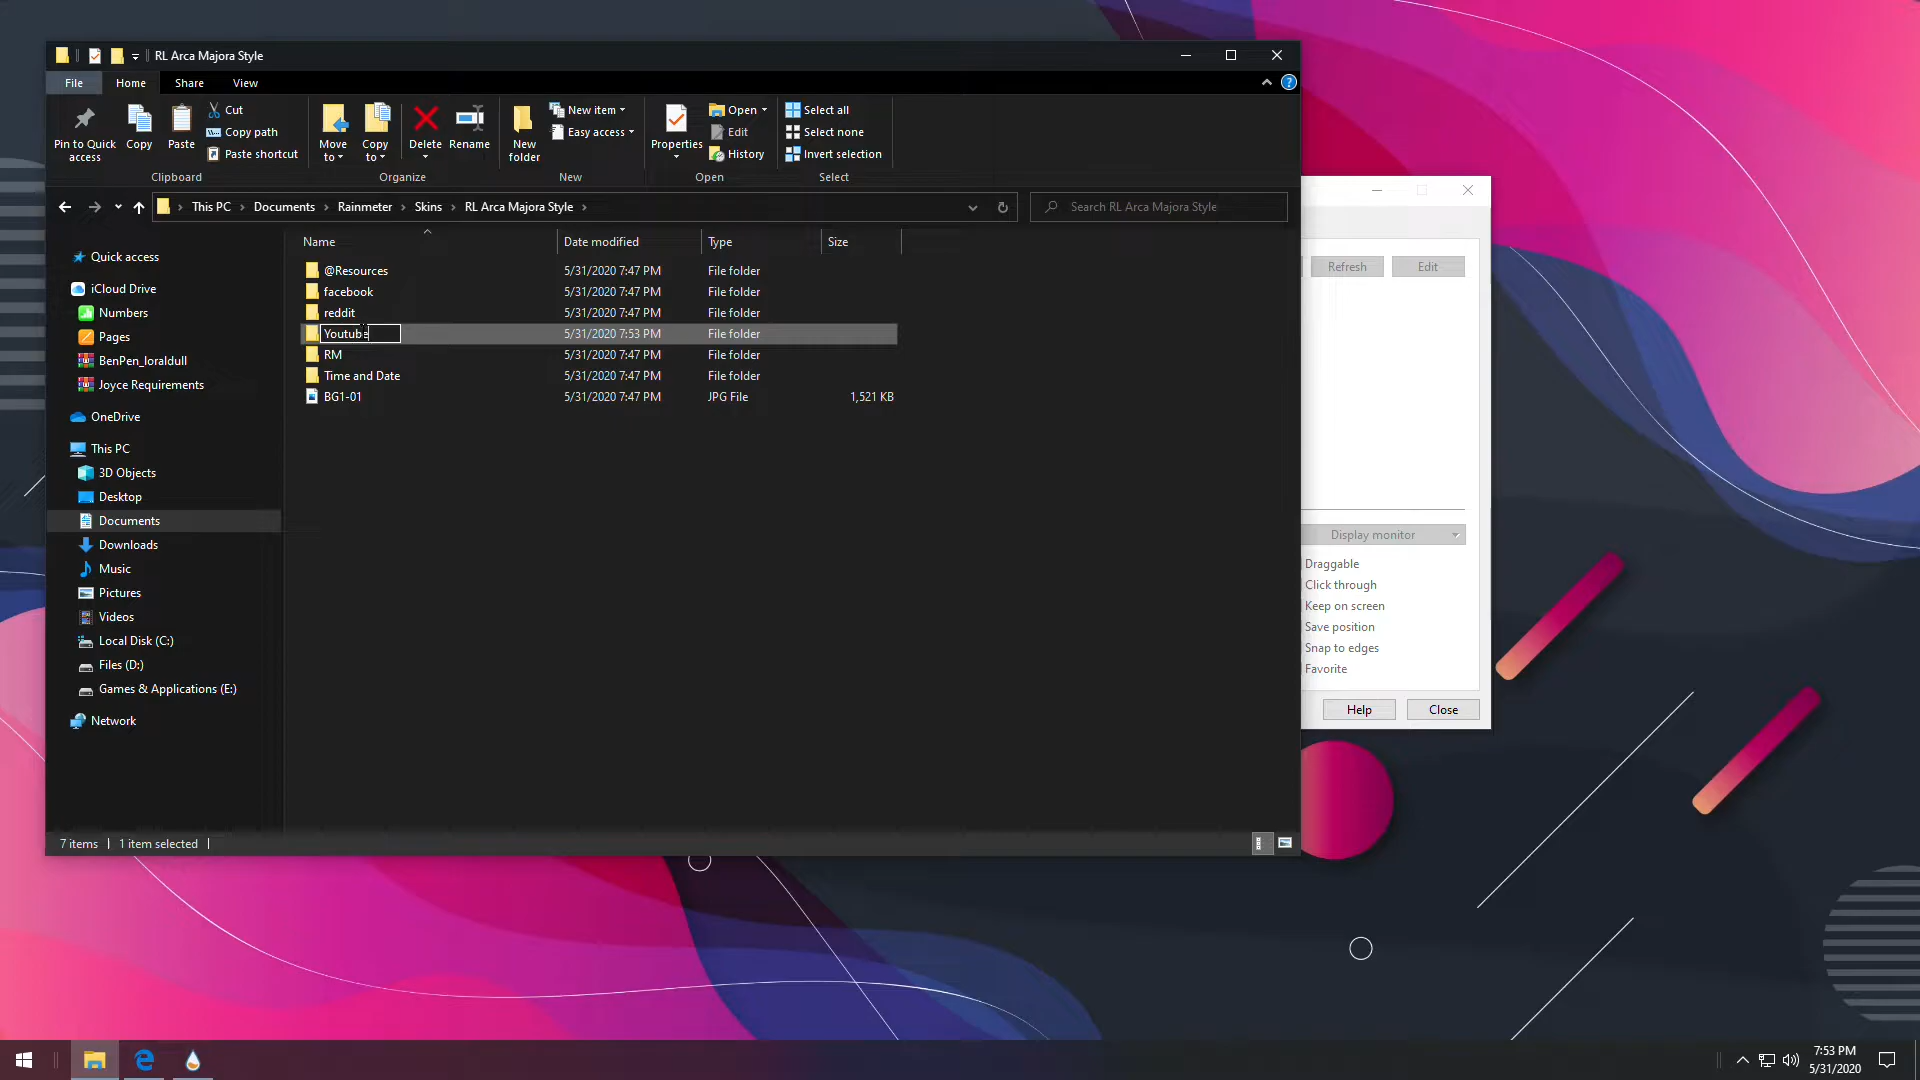 RL Arca Majora Style
File
Home
Share
View
Pin to Quick access
Copy
Paste
Cut
Copy path
Paste shortcut
Clipboard
Move to
Copy to
Delete
Rename
Organize
New folder
New item
Easy access
New
Properties
Open
Edit
History
Open
Select all
Select none
Invert selection
Select
This PC
Documents
Rainmeter
Skins
RL Arca Majora Style
Search RL Arca Majora Style
Quick access
iCloud Drive
Numbers
Pages
BenPen_loraldull
Joyce Requirements
OneDrive
This PC
3D Objects
Desktop
Documents
Downloads
Music
Pictures
Videos
Local Disk (C:)
Files (D:)
Games & Applications (E:)
Network
Name Date modified Type Size
@Resources 5/31/2020 7:47 PM File folder
facebook 5/31/2020 7:47 PM File folder
reddit 5/31/2020 7:47 PM File folder
Youtube 5/31/2020 7:53 PM File folder
RM 5/31/2020 7:47 PM File folder
Time and Date 5/31/2020 7:47 PM File folder
BG1-01 5/31/2020 7:47 PM JPG File 1,521 KB
7 items
1 item selected
Refresh
Edit
Display monitor
Draggable
Click through
Keep on screen
Save position
Snap to edges
Favorite
Help
Close
7:53 PM
5/31/2020